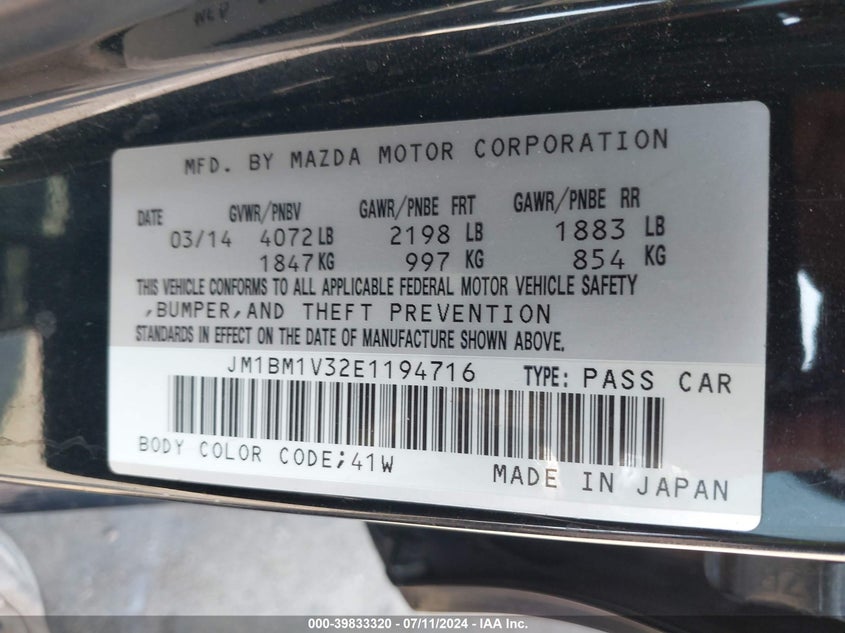 MFD. BY MAZDA MOTOR CORPORATION
DATE GVWR/PNBV GAWR/PNBE FRT GAWR/PNBE RR
03/14 4072 LB 2198 LB 1883 LB
1847 KG 997 KG 854 KG
THIS VEHICLE CONFORMS TO ALL APPLICABLE FEDERAL MOTOR VEHICLE SAFETY
,BUMPER,AND THEFT PREVENTION
STANDARDS IN EFFECT ON THE DATE OF MANUFACTURE SHOWN ABOVE.
JM1BM1V32E1194716 TYPE: PASS CAR
BODY COLOR CODE;41W
MADE IN JAPAN
000-39833320 - 07/11/2024 - IAA Inc.